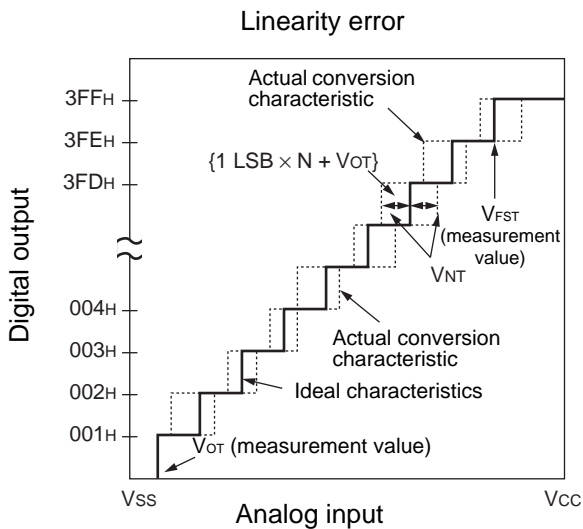 Linearity error
Actual conversion
characteristic
3FFH
3FEH
{1 LSB × N + VOT}
3FDH
VFST
(measurement
value)
VNT
Digital output
004H
Actual conversion
characteristic
003H
Ideal characteristics
002H
001H
VOT (measurement value)
VSS
VCC
Analog input